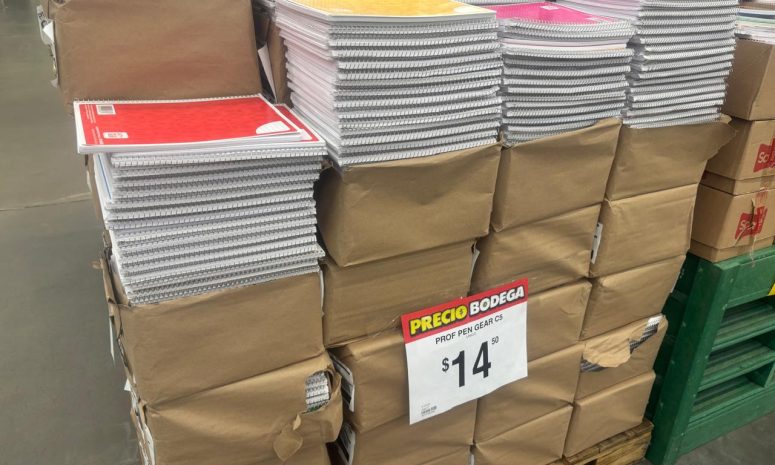 PRECIO BODEGA
PROF PEN GEAR C5
$14 50